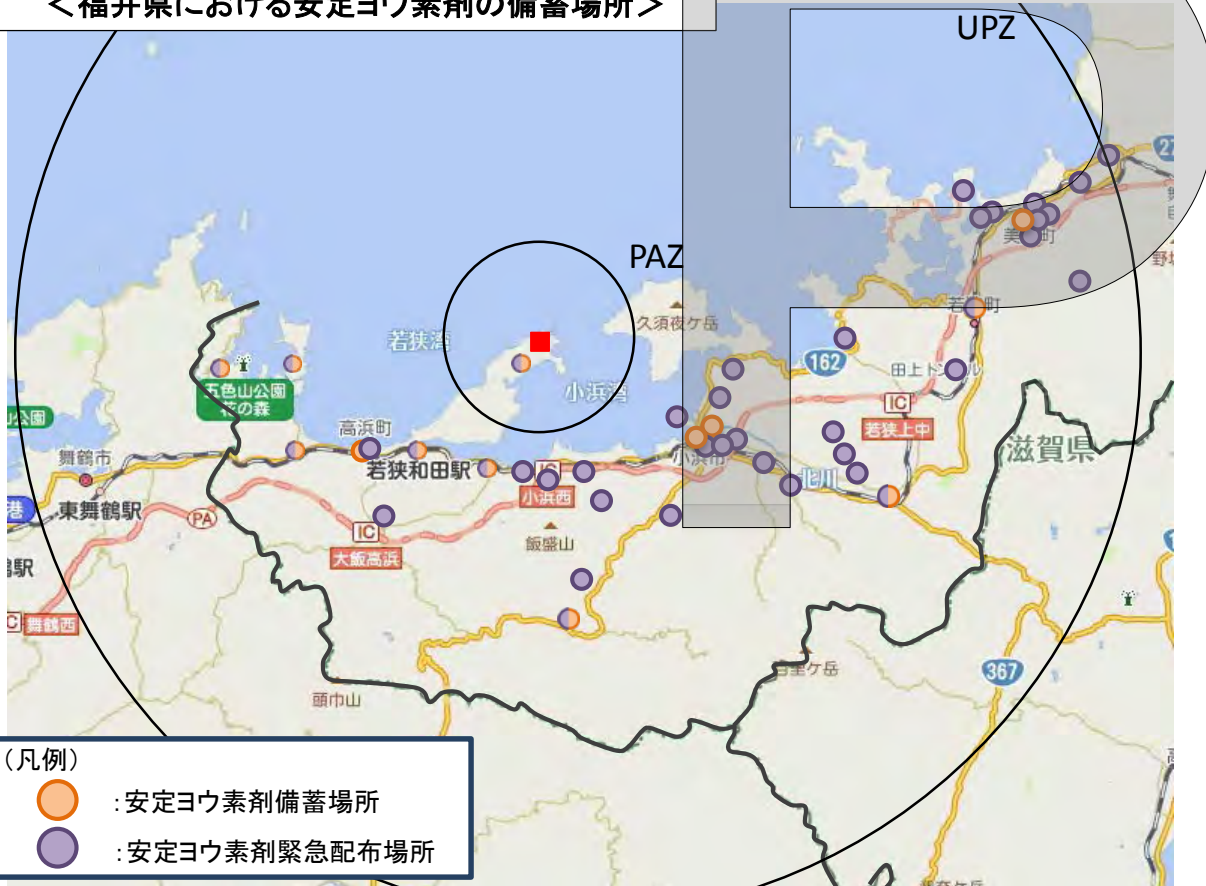 ＜福井県における安定ヨウ素剤の備蓄場所＞
UPZ
PAZ
久須夜ケ岳
若狭湾
小浜湾
162
田上トンネル
IC
若狭上中
滋賀県
五色山公園
花の森
高浜町
舞鶴市
若狭和田駅
IC
小浜西
小浜市
北川
東舞鶴駅
PA
IC
大飯高浜
飯盛山
舞鶴西
頭巾山
367
（凡例）
：安定ヨウ素剤備蓄場所
：安定ヨウ素剤緊急配布場所